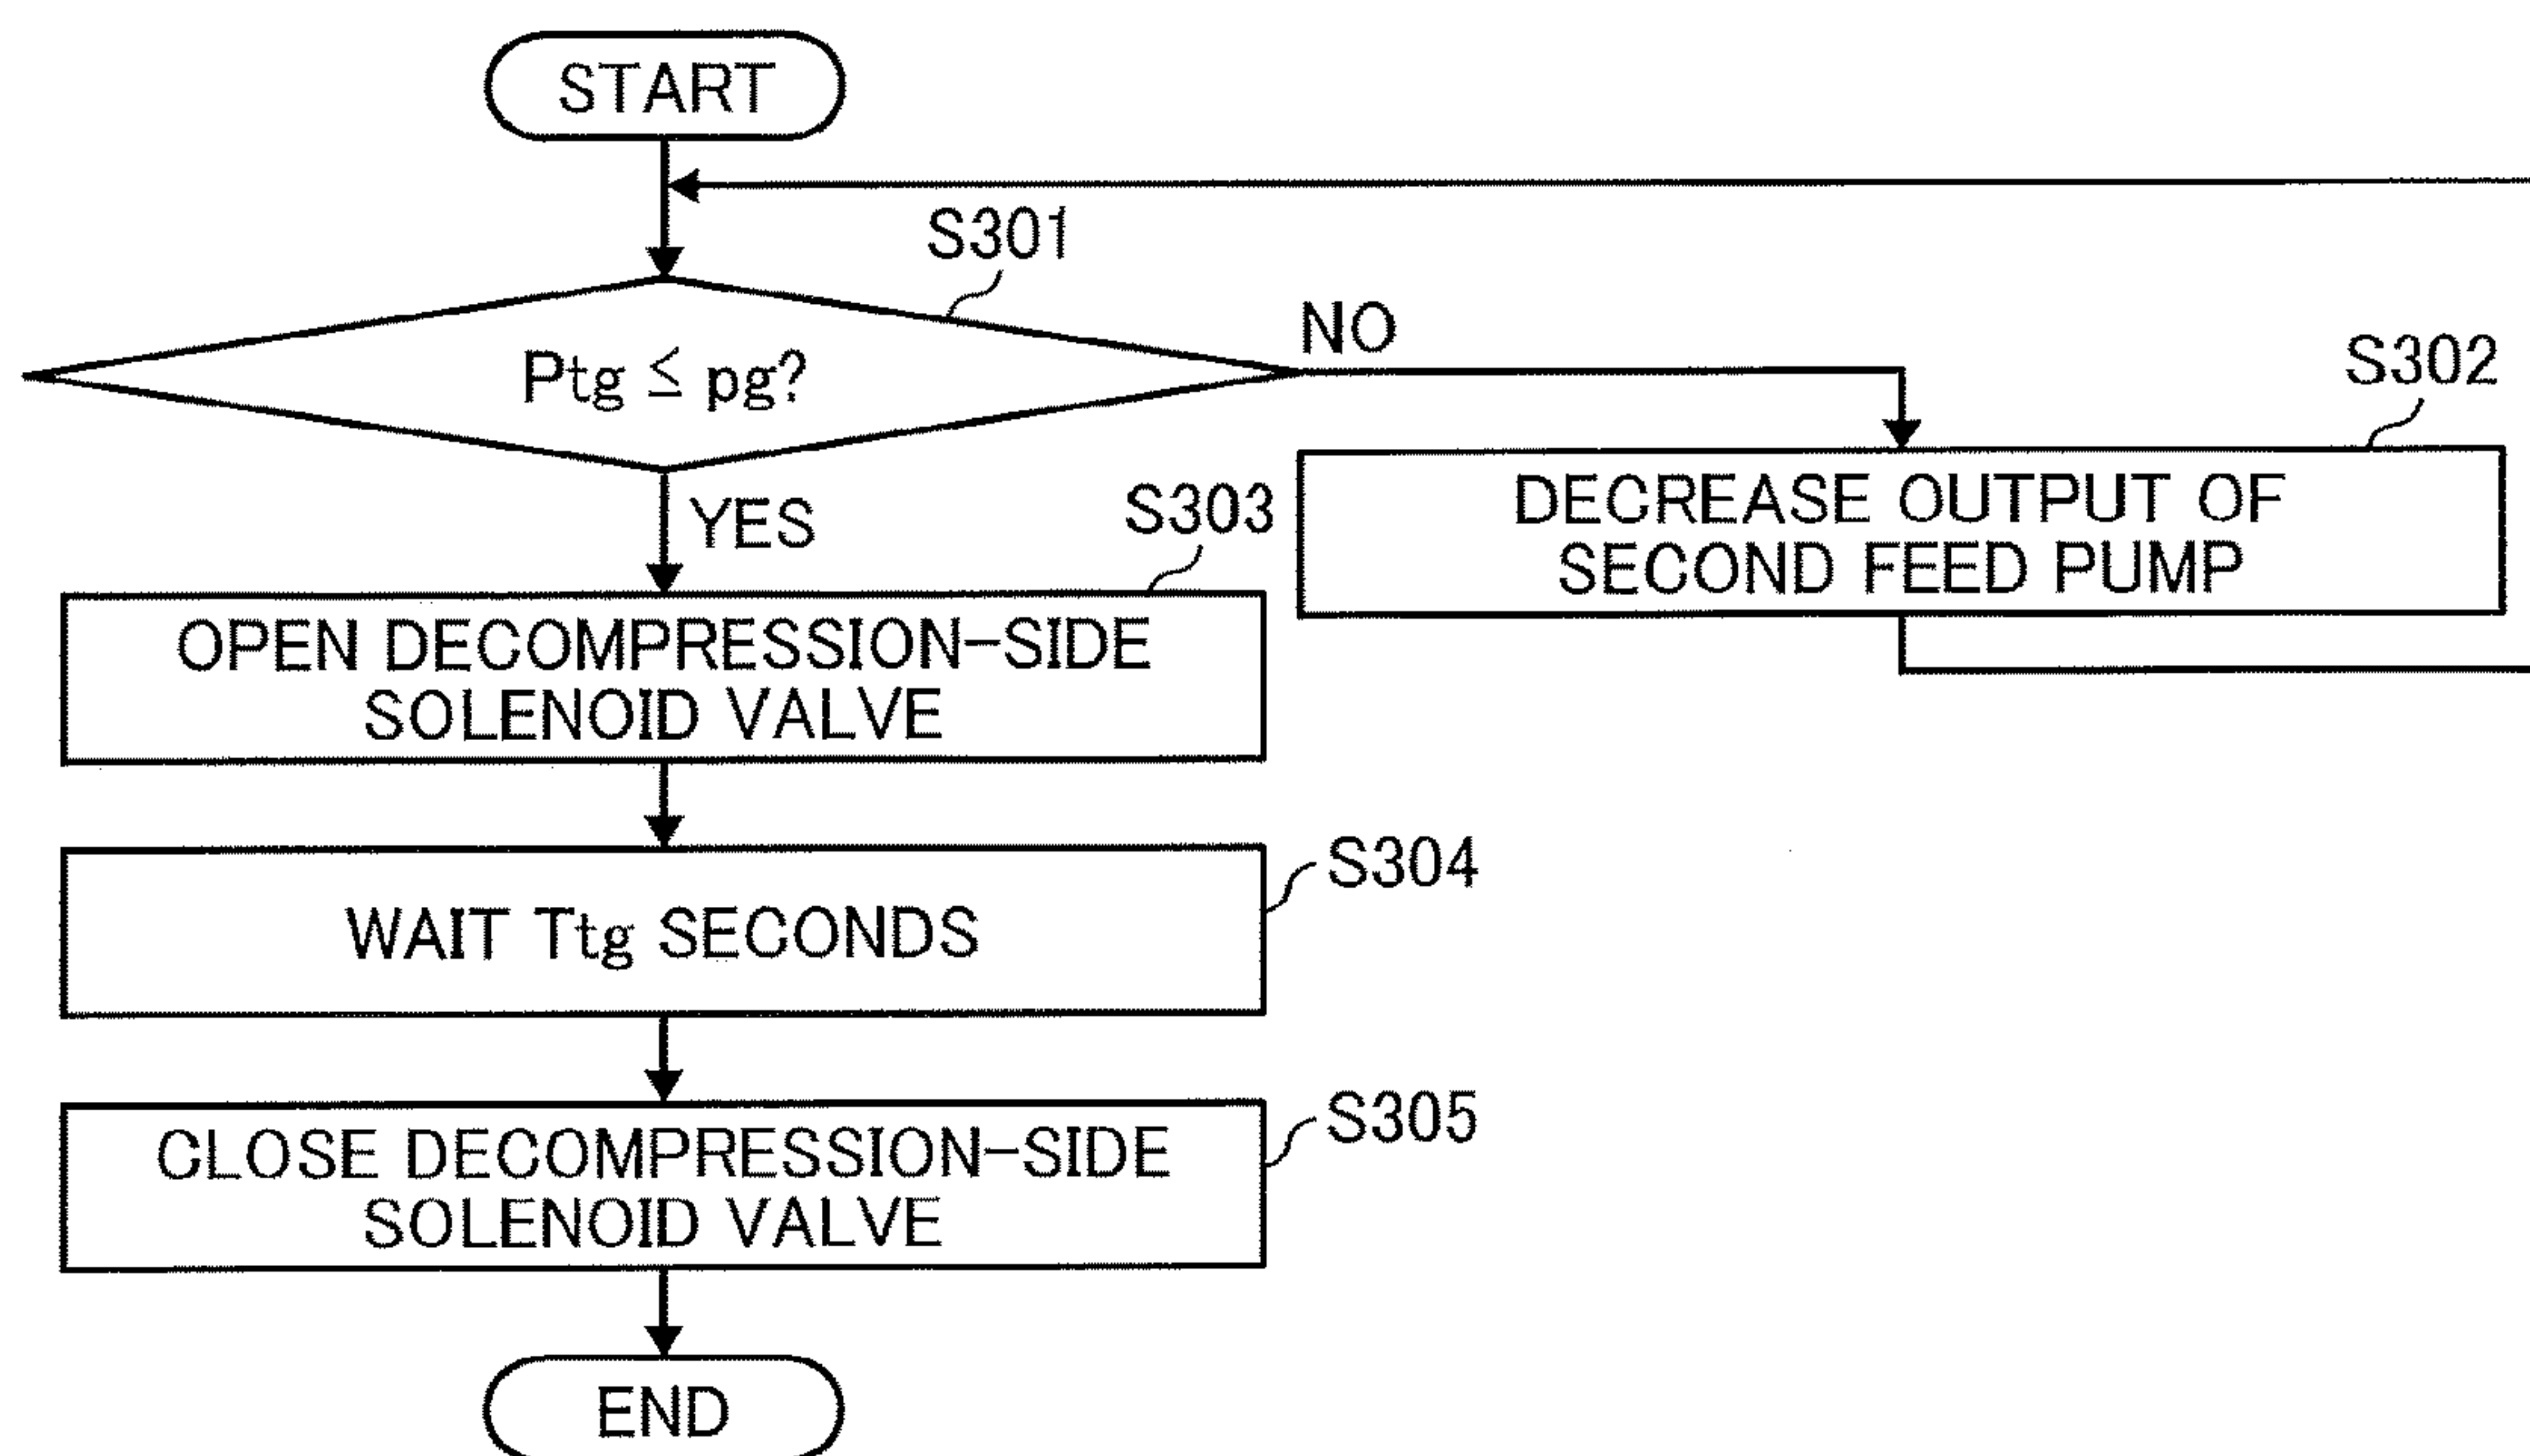 START
S301
Ptg ≤ pg?
NO
S302
DECREASE OUTPUT OF
SECOND FEED PUMP
YES
S303
OPEN DECOMPRESSION-SIDE
SOLENOID VALVE
WAIT Ttg SECONDS
S304
CLOSE DECOMPRESSION-SIDE
SOLENOID VALVE
S305
END